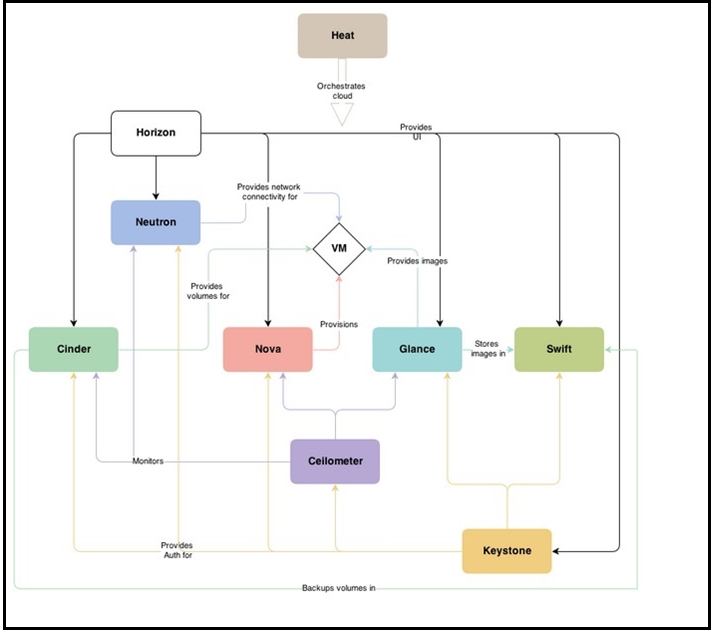 Heat
Orchestrates
cloud
Horizon
Provides
UI
Provides network
connectivity for
Neutron
VM
Provides images
Provides
volumes for
Provisions
Cinder
Nova
Glance
Stores
images in
Swift
Monitors
Ceilometer
Provides
Auth for
Keystone
Backups volumes in